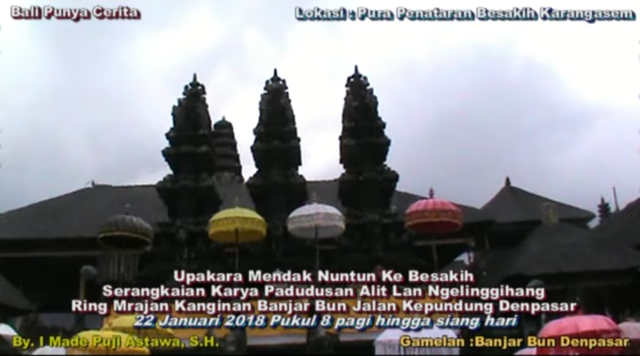 Bali Punya Cerita
Lokasi : Pura Penataran Besakih Karangasem
Upakara Mendak Nuntun Ke Besakih
Serangkaian Karya Padudusan Alit Lan Ngelinggihang
Ring Mrajan Kanginan Banjar Bun Jalan Kepundung Denpasar
22 Januari 2018 Pukul 8 pagi hingga siang hari
By. I Made Puji Astawa, S.H.
Gamelan :Banjar Bun Denpasar